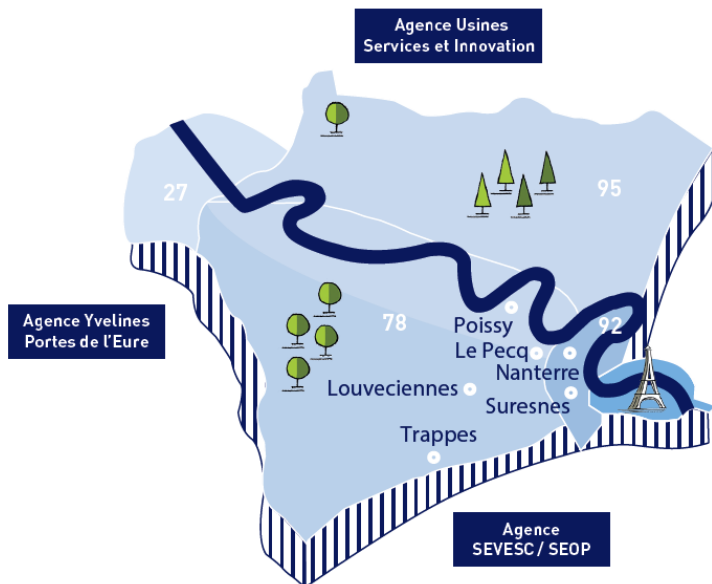 Agence Usines
Services et Innovation
27
95
Agence Yvelines
Portes de l'Eure
78
92
Poissy
Le Pecq
Nanterre
Louveciennes
Suresnes
Trappes
Agence
SEVESC / SEOP